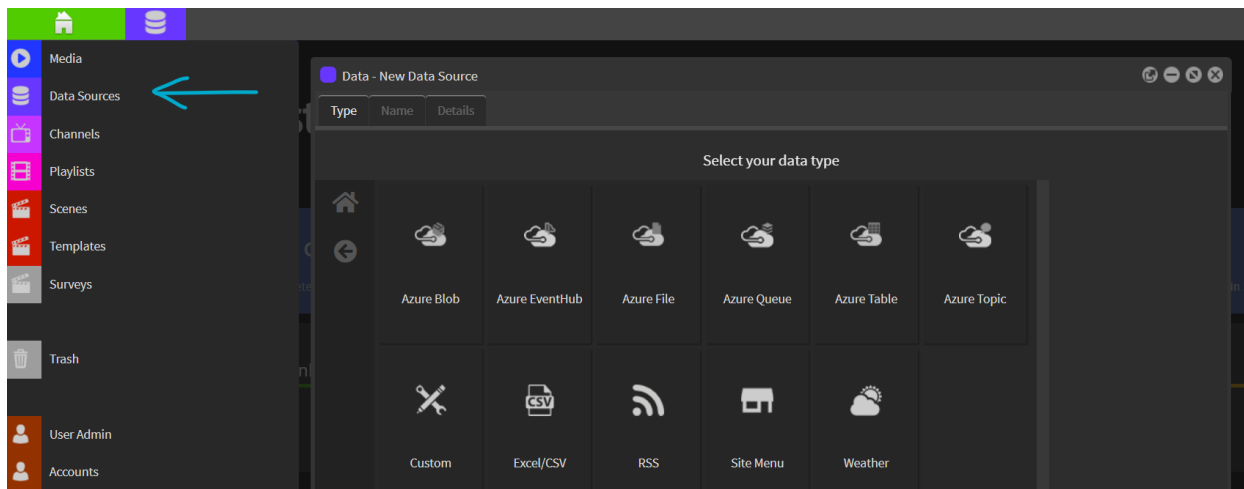 Media
Data Sources
Channels
Playlists
Scenes
Templates
Surveys
Trash
User Admin
Accounts
Data - New Data Source
Type Name Details
Select your data type
Azure Blob Azure EventHub Azure File Azure Queue Azure Table Azure Topic
CSV
Custom Excel/CSV RSS Site Menu Weather